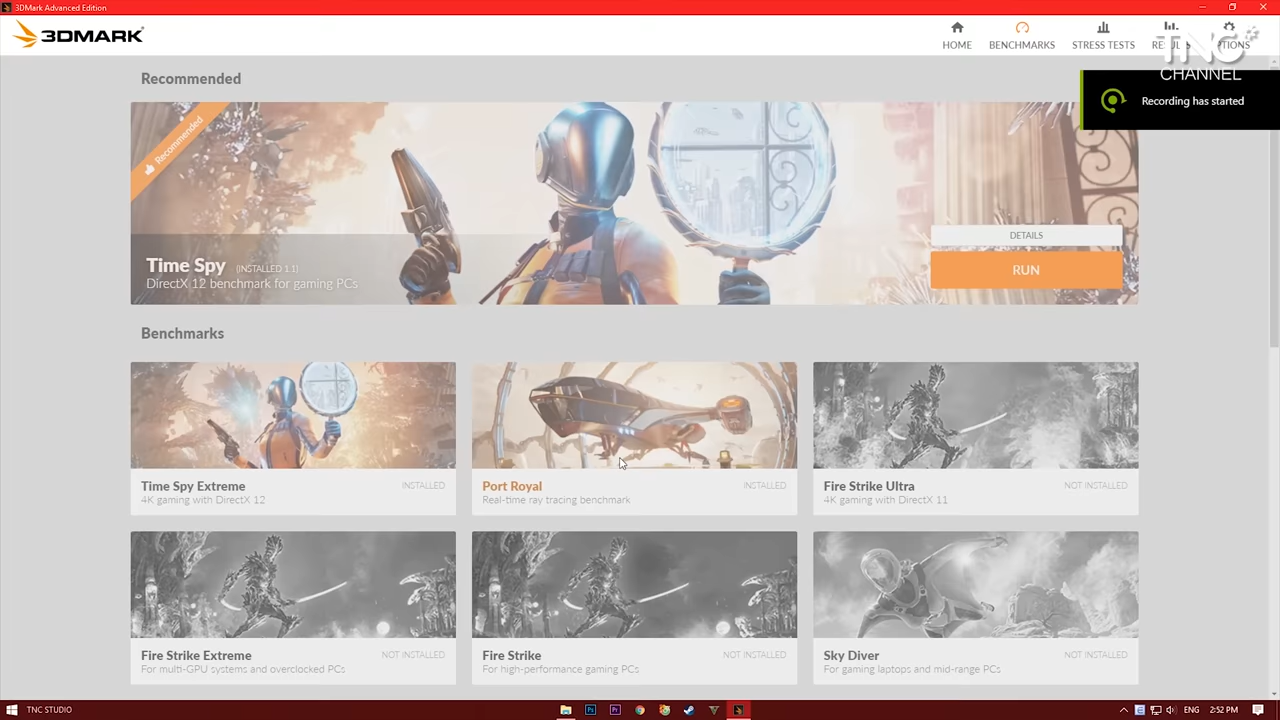 3DMark Advanced Edition
3DMARK
HOME
BENCHMARKS
STRESS TESTS
TNC
CHANNEL
Recording has started
Recommended
Recommended
Time Spy (INSTALLED 1.1)
DirectX 12 benchmark for gaming PCs
DETAILS
RUN
Benchmarks
Time Spy Extreme INSTALLED
4K gaming with DirectX 12
Port Royal INSTALLED
Real-time ray tracing benchmark
Fire Strike Ultra NOT INSTALLED
4K gaming with DirectX 11
Fire Strike Extreme NOT INSTALLED
For multi-GPU systems and overclocked PCs
Fire Strike NOT INSTALLED
For high-performance gaming PCs
Sky Diver NOT INSTALLED
For gaming laptops and mid-range PCs
TNC STUDIO
ENG
2:52 PM